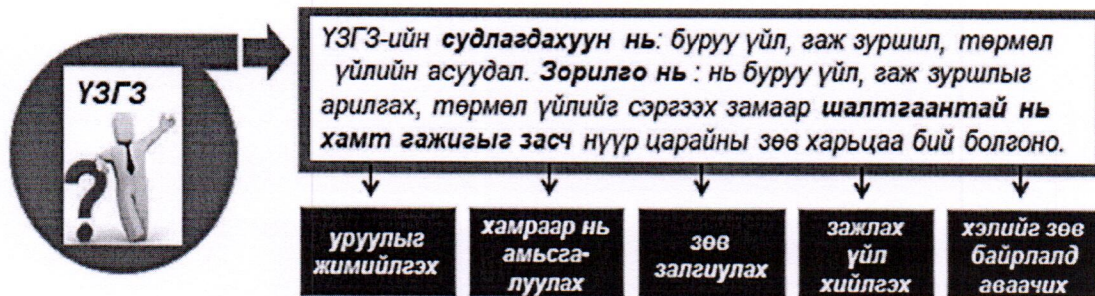 ҮЗГЗ
ҮЗГЗ-ийн судлагдахуун нь: буруу үйл, гаж зуршил, төрмөл
үйлийн асуудал. Зорилго нь : нь буруу үйл, гаж зуршлыг
арилгах, төрмөл үйлийг сэргээх замаар шалтгаантай нь
хамт гажигыг засч нүүр царайны зөв харьцаа бий болгоно.
уруулыг
жимийлгэх
хамраар нь
амьсга-
луулах
зөв
залгиулах
зажлах
үйл
хийлгэх
хэлийг зөв
байрлалд
аваачих